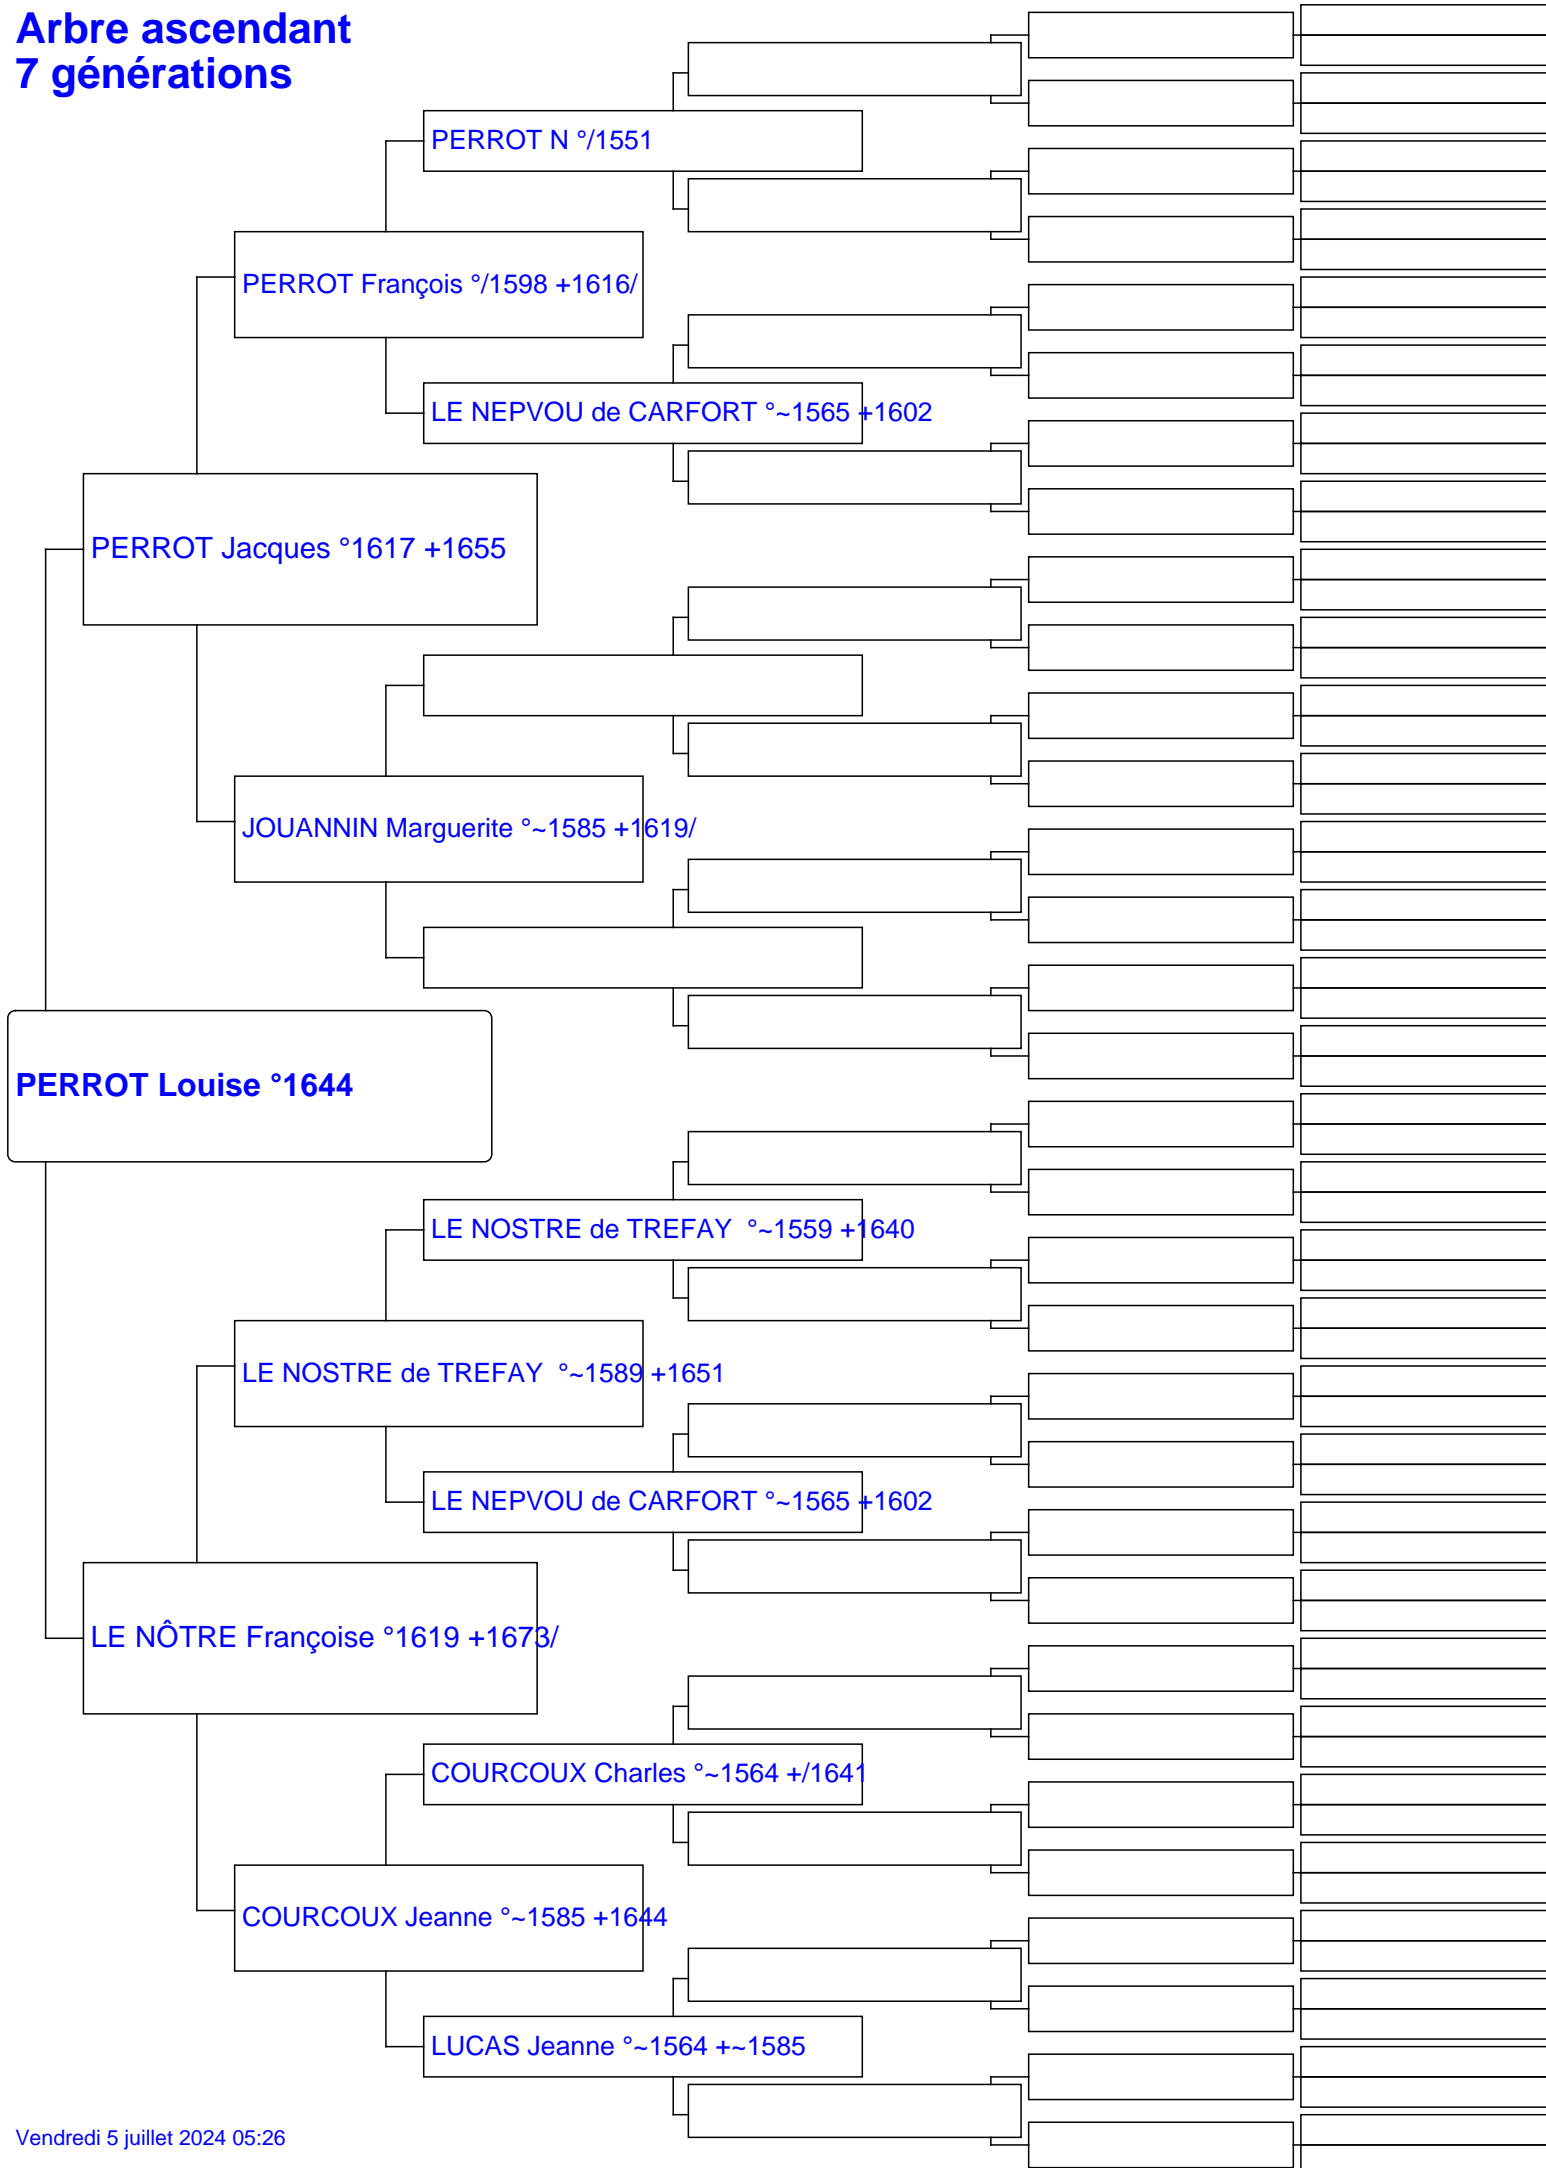 Arbre ascendant
7 générations
PERROT N °/1551
PERROT François °/1598 +1616/
LE NEPVOU de CARFORT °~1565 +1602
PERROT Jacques °1617 +1655
JOUANNIN Marguerite °~1585 +1619/
PERROT Louise °1644
LE NOSTRE de TREFAY  °~1559 +1640
LE NOSTRE de TREFAY  °~1589 +1651
LE NEPVOU de CARFORT °~1565 +1602
LE NÔTRE Françoise °1619 +1673/
COURCOUX Charles °~1564 +/1641
COURCOUX Jeanne °~1585 +1644
LUCAS Jeanne °~1564 +~1585
Vendredi 5 juillet 2024 05:26